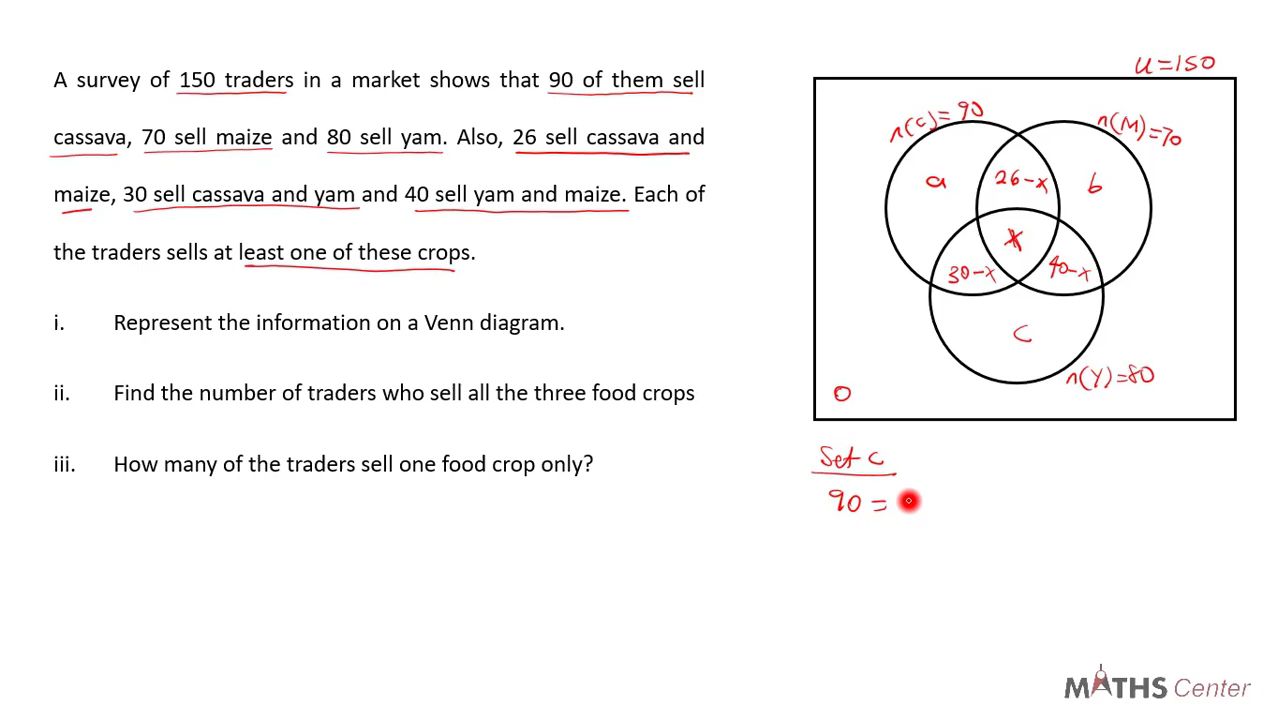 A survey of 150 traders in a market shows that 90 of them sell
cassava, 70 sell maize and 80 sell yam. Also, 26 sell cassava and
maize, 30 sell cassava and yam and 40 sell yam and maize. Each of
the traders sells at least one of these crops.
i. Represent the information on a Venn diagram.
ii. Find the number of traders who sell all the three food crops
iii. How many of the traders sell one food crop only?
u=150
n(C)=90
n(M)=70
a
26-x
b
x
30-x
40-x
c
n(Y)=80
0
Set C
90 =
MATHS Center